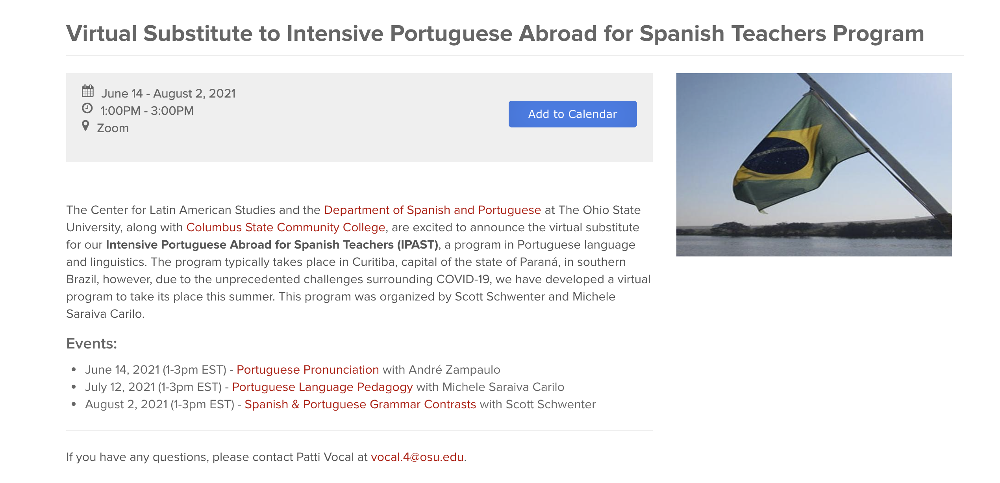 Virtual Substitute to Intensive Portuguese Abroad for Spanish Teachers Program
June 14 - August 2, 2021
1:00PM - 3:00PM
Zoom
Add to Calendar
The Center for Latin American Studies and the Department of Spanish and Portuguese at The Ohio State
University, along with Columbus State Community College, are excited to announce the virtual substitute
for our Intensive Portuguese Abroad for Spanish Teachers (IPAST), a program in Portuguese language
and linguistics. The program typically takes place in Curitiba, capital of the state of Paraná, in southern
Brazil, however, due to the unprecedented challenges surrounding COVID-19, we have developed a virtual
program to take its place this summer. This program was organized by Scott Schwenter and Michele
Saraiva Carilo.
Events:
• June 14, 2021 (1-3pm EST) - Portuguese Pronunciation with André Zampaulo
• July 12, 2021 (1-3pm EST) - Portuguese Language Pedagogy with Michele Saraiva Carilo
• August 2, 2021 (1-3pm EST) - Spanish & Portuguese Grammar Contrasts with Scott Schwenter
If you have any questions, please contact Patti Vocal at vocal.4@osu.edu.